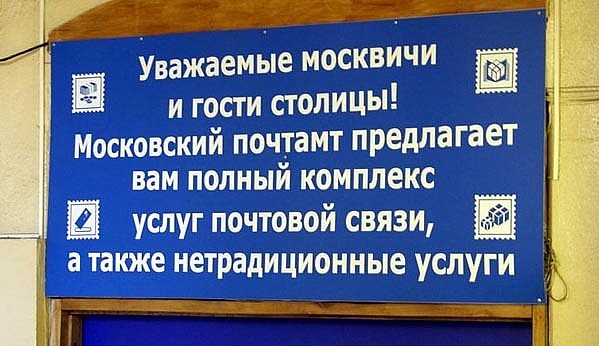 Уважаемые москвичи
и гости столицы!
Московский почтамт предлагает
вам полный комплекс
услуг почтовой связи,
а также нетрадиционные услуги